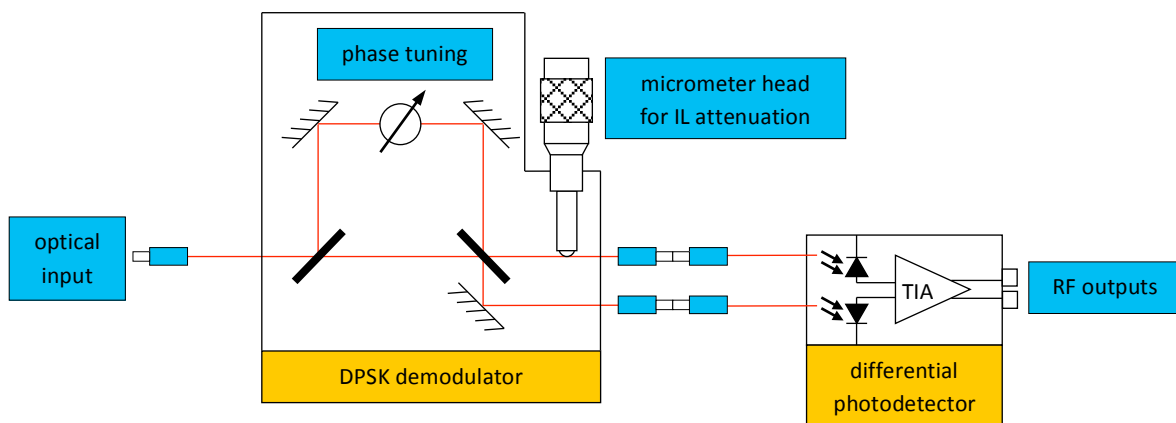 phase tuning
micrometer head
for IL attenuation
optical
input
TIA
RF outputs
DPSK demodulator
differential
photodetector